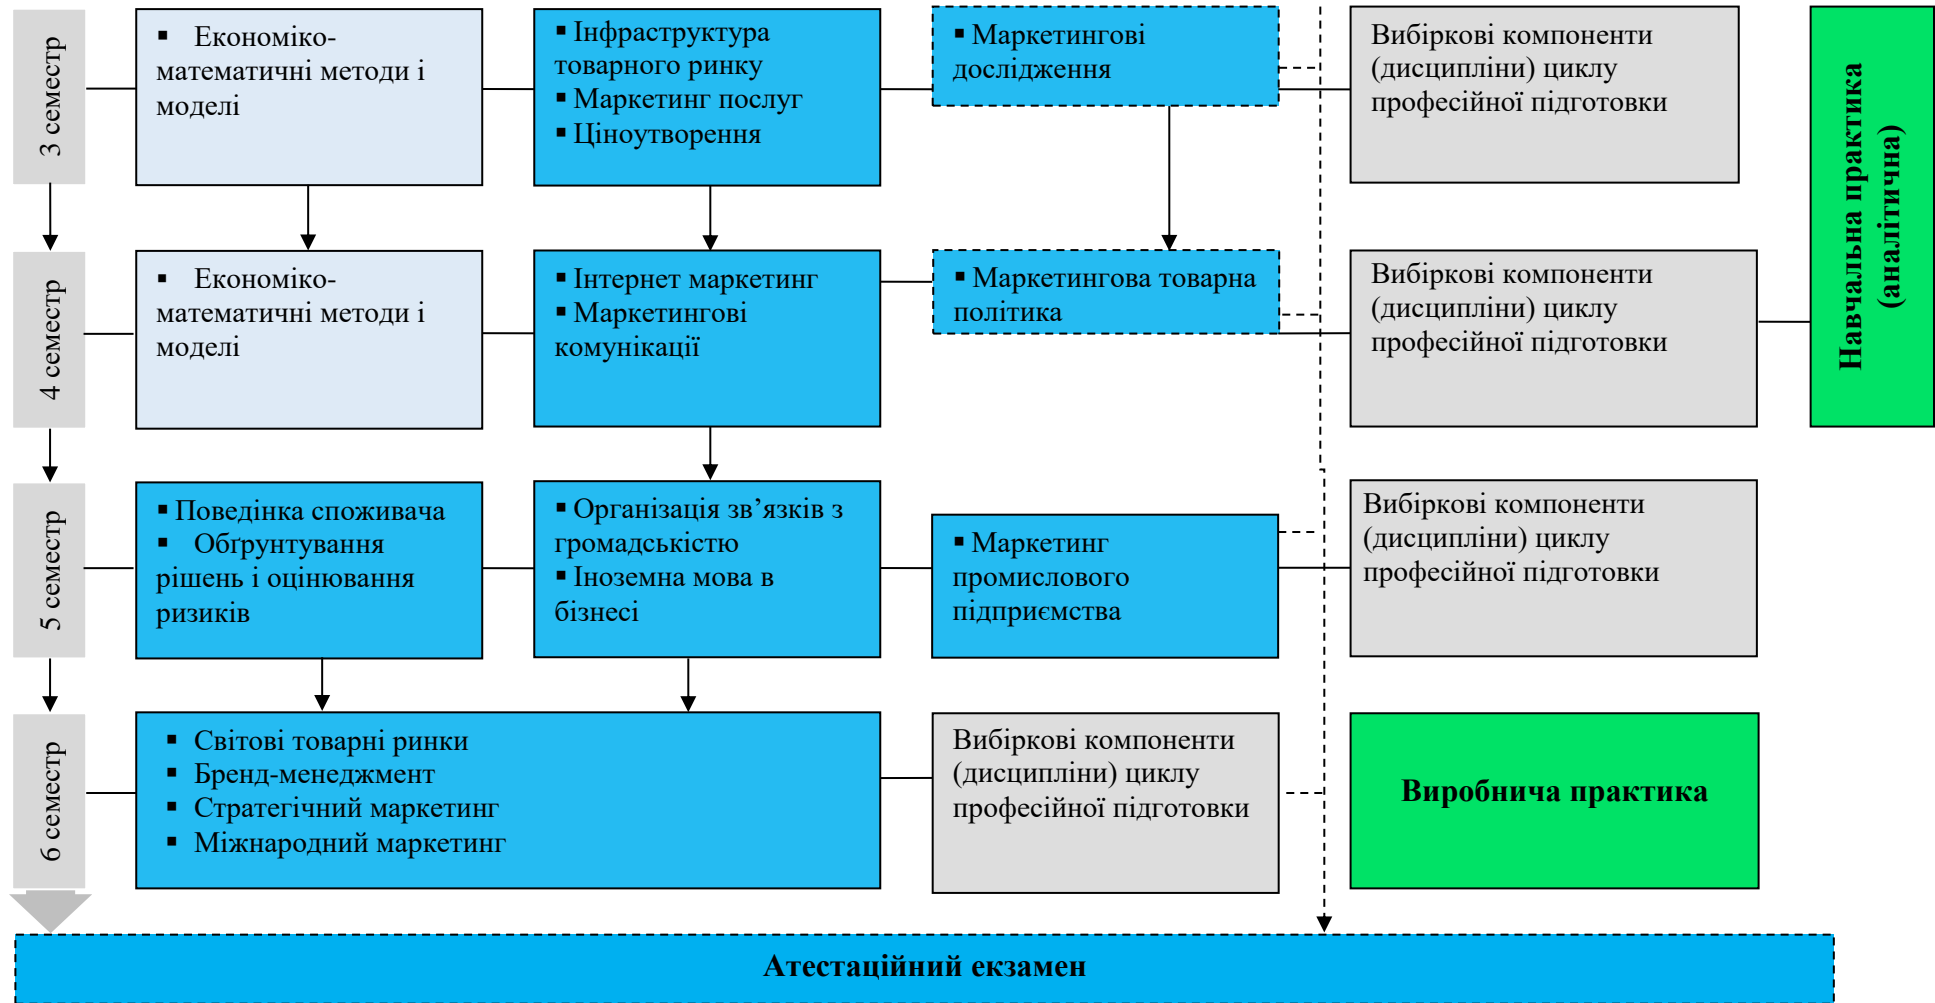 3 семестр
▪ Економіко-
математичні методи і
моделі
▪ Інфраструктура
товарного ринку
▪ Маркетинг послуг
▪ Ціноутворення
▪ Маркетингові
дослідження
Вибіркові компоненти
(дисципліни) циклу
професійної підготовки
Навчальна практика
(аналітична)
4 семестр
▪ Економіко-
математичні методи і
моделі
▪ Інтернет маркетинг
▪ Маркетингові
комунікації
▪ Маркетингова товарна
політика
Вибіркові компоненти
(дисципліни) циклу
професійної підготовки
5 семестр
▪ Поведінка споживача
▪ Обґрунтування
рішень і оцінювання
ризиків
▪ Організація зв’язків з
громадськістю
▪ Іноземна мова в
бізнесі
▪ Маркетинг
промислового
підприємства
Вибіркові компоненти
(дисципліни) циклу
професійної підготовки
6 семестр
▪ Світові товарні ринки
▪ Бренд-менеджмент
▪ Стратегічний маркетинг
▪ Міжнародний маркетинг
Вибіркові компоненти
(дисципліни) циклу
професійної підготовки
Виробнича практика
Атестаційний екзамен